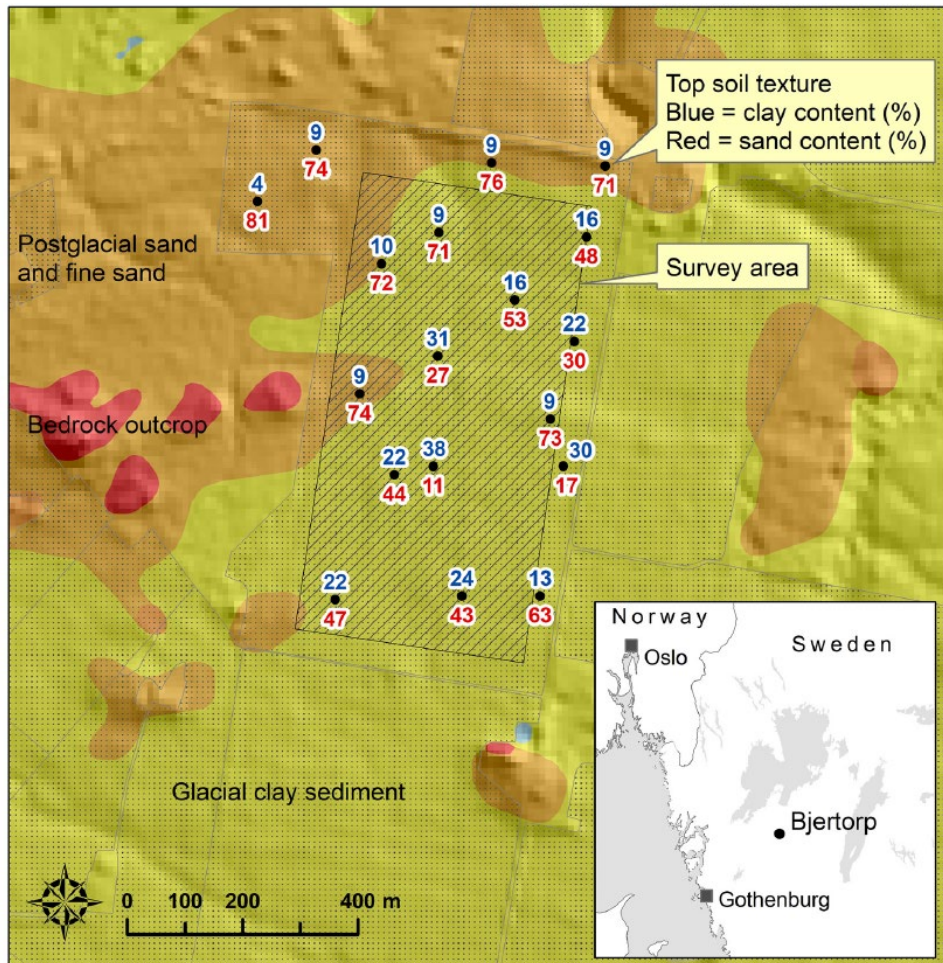 Top soil texture
Blue = clay content (%)
Red = sand content (%)
9
74
9
76
9
71
4
81
Postglacial sand
and fine sand
9
71
16
48
10
72
Survey area
16
53
22
30
31
27
9
74
9
73
Bedrock outcrop
22
44
38
11
30
17
22
47
24
43
13
63
Glacial clay sediment
0 100 200 400 m
Norway
Sweden
Oslo
Bjertorp
Gothenburg